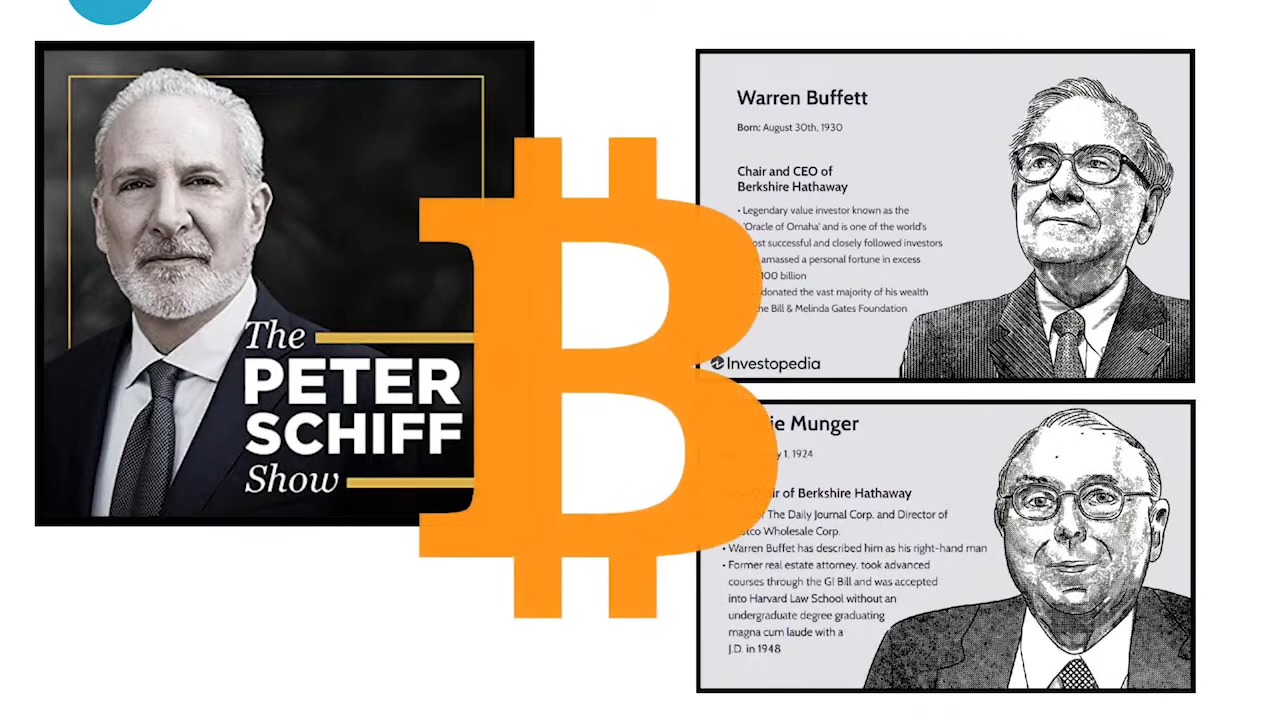 The
PETER
SCHIFF
Show
Warren Buffett
Born: August 30th, 1930
Chair and CEO of
Berkshire Hathaway
• Legendary value investor known as the
'Oracle of Omaha' and is one of the world's
successful and closely followed investors
amassed a personal fortune in excess
100 billion
donated the vast majority of his wealth
the Bill & Melinda Gates Foundation
Investopedia
Munger
1, 1924
of Berkshire Hathaway
The Daily Journal Corp. and Director of
Wholesale Corp.
• Warren Buffet has described him as his right-hand man
• Former real estate attorney, took advanced
courses through the GI Bill and was accepted
into Harvard Law School without an
undergraduate degree graduating
magna cum laude with a
J.D. in 1948